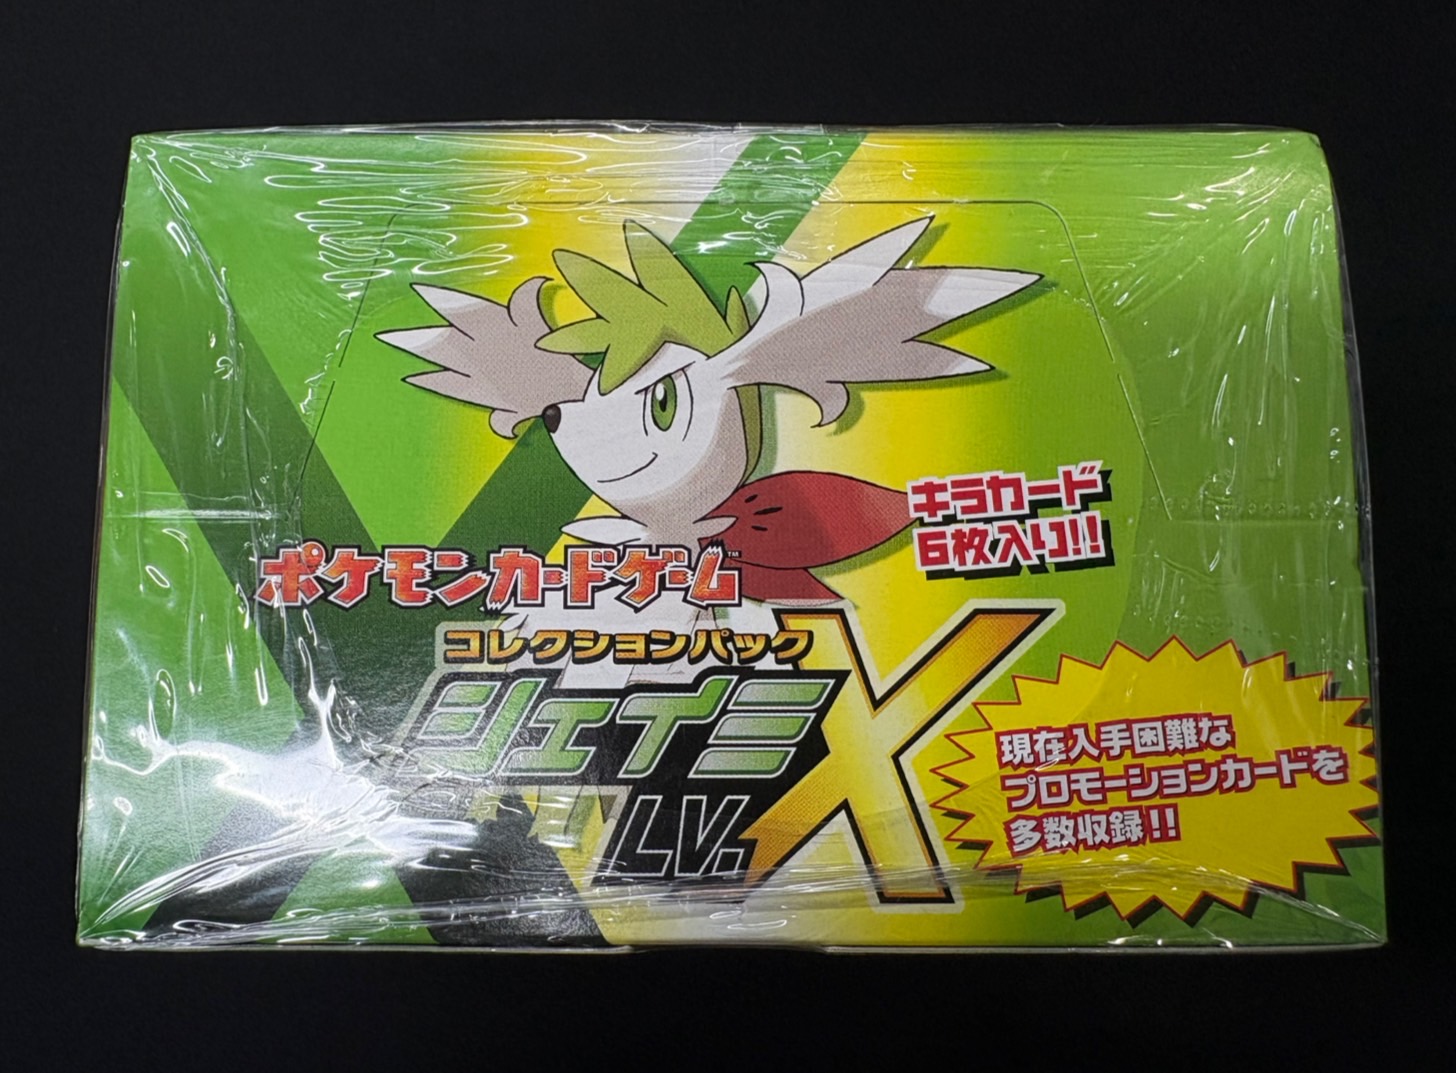 キラカード
6枚入り!!
ポケモンカードゲーム™
コレクションパック
シェイミ
LV.X
現在入手困難な
プロモーションカードを
多数収録!!